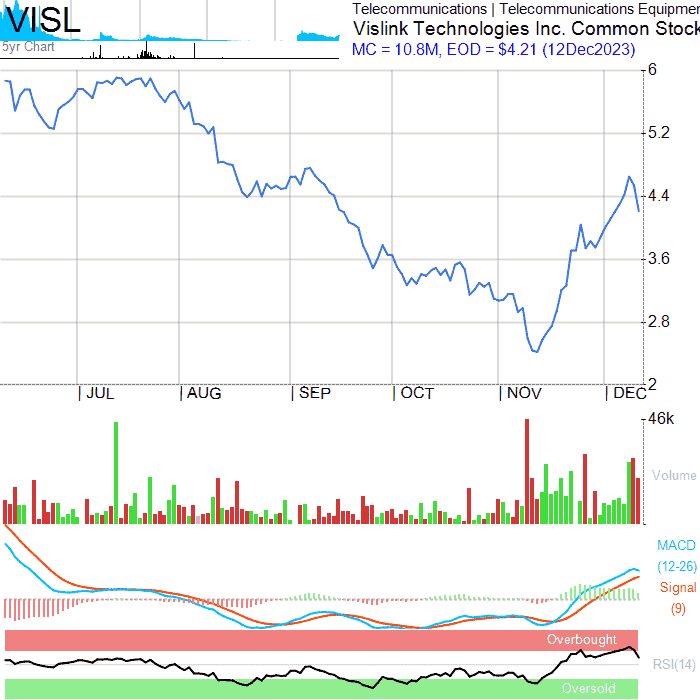 VISL
Telecommunications | Telecommunications Equipmen
Vislink Technologies Inc. Common Stock
MC = 10.8M, EOD = $4.21 (12Dec2023)
5yr Chart
6
5.2
4.4
3.6
2.8
2
JUL
AUG
SEP
OCT
NOV
DEC
46k
Volume
MACD
(12-26)
Signal
(9)
Overbought
RSI(14)
Oversold